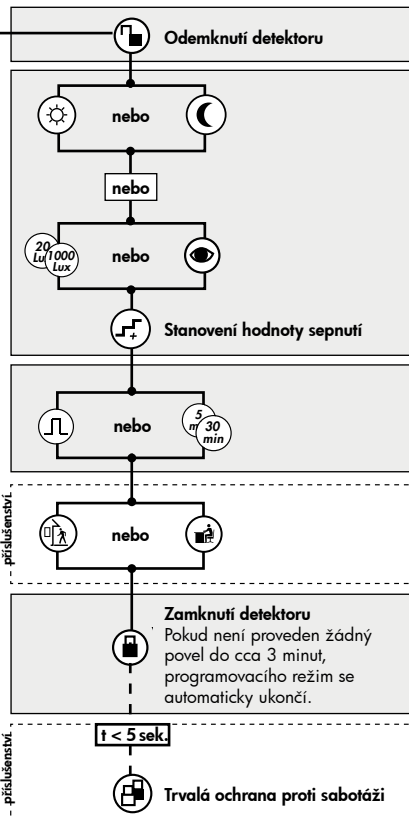 Odemknutí detektoru
nebo
nebo
20
Lux
1000
Lux
nebo
Stanovení hodnoty sepnutí
nebo
5
30
min
příslušenství
nebo
Zamknutí detektoru
Pokud není proveden žádný
povel do cca 3 minut,
programovacího režim se
automaticky ukončí.
t < 5 sek.
příslušenství
Trvalá ochrana proti sabotáži